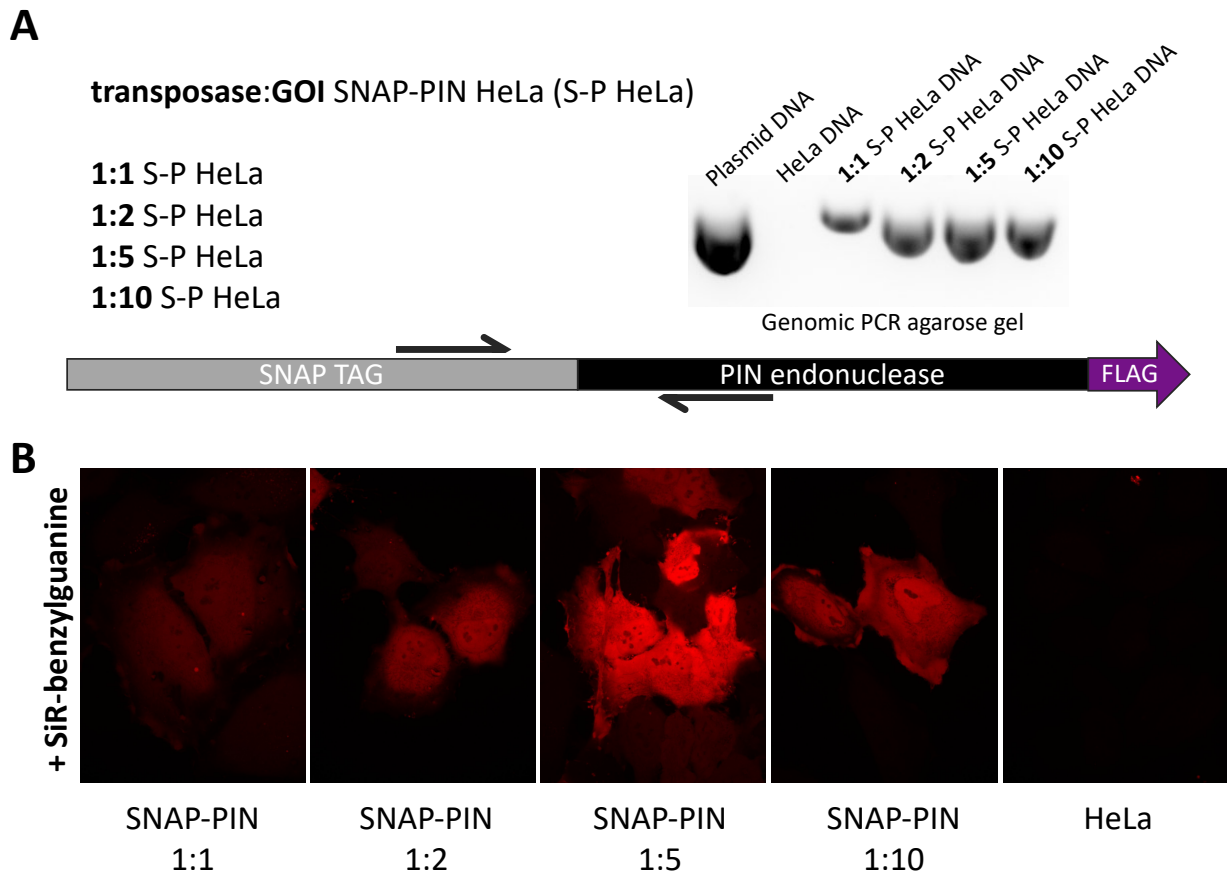 A
transposase:GOI SNAP-PIN HeLa (S-P HeLa)
1:1 S-P HeLa
1:2 S-P HeLa
1:5 S-P HeLa
1:10 S-P HeLa
Plasmid DNA
HeLa DNA
1:1 S-P HeLa DNA
1:2 S-P HeLa DNA
1:5 S-P HeLa DNA
1:10 S-P HeLa DNA
Genomic PCR agarose gel
SNAP TAG
PIN endonuclease
FLAG
B
+ SiR-benzylguanine
SNAP-PIN
1:1
SNAP-PIN
1:2
SNAP-PIN
1:5
SNAP-PIN
1:10
HeLa